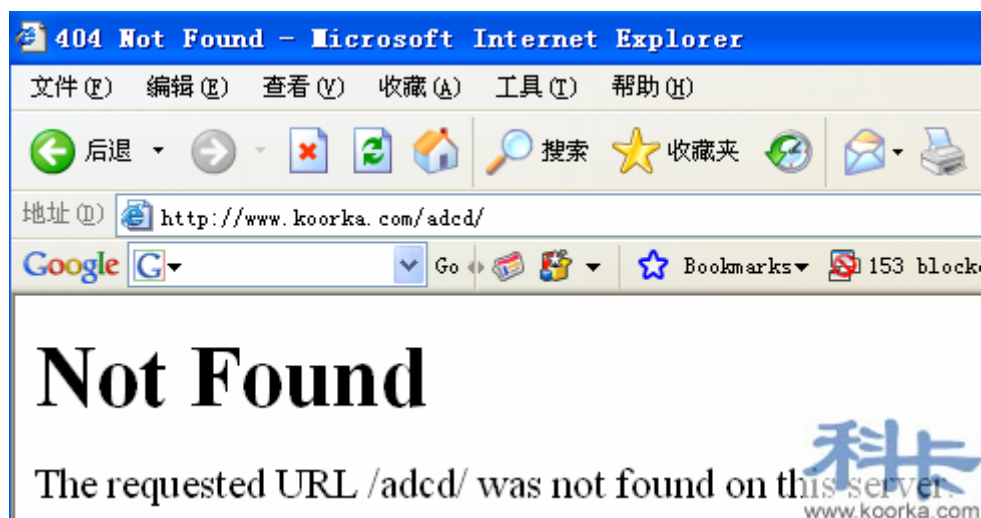 404 Not Found - Microsoft Internet Explorer
文件(F) 编辑(E) 查看(V) 收藏(A) 工具(T) 帮助(H)
后退 搜索 收藏夹
地址(D) http://www.koorka.com/adcd/
Google G Go Bookmarks 153 blocke
Not Found
The requested URL /adcd/ was not found on this server.
科卡
www.koorka.com